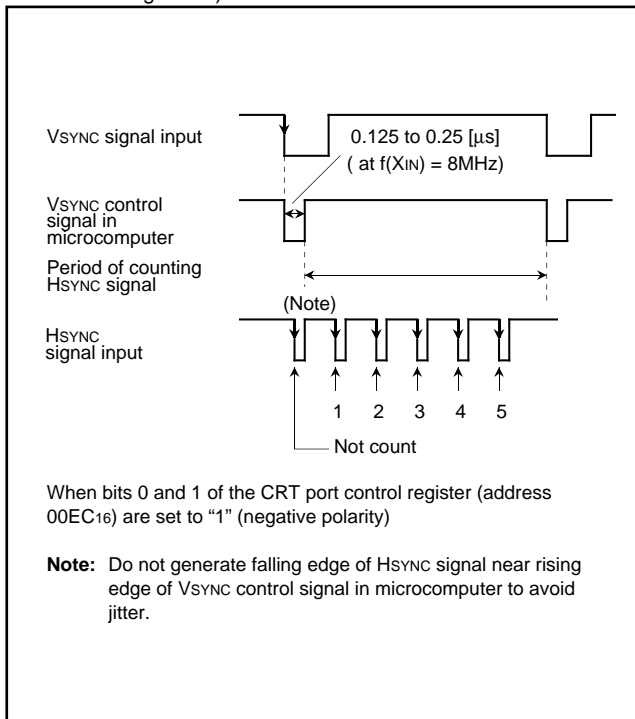 VSYNC signal input
0.125 to 0.25 [µs]
( at f(XIN) = 8MHz)
VSYNC control
signal in
microcomputer
Period of counting
HSYNC signal
(Note)
HSYNC
signal input
1 2 3 4 5
Not count
When bits 0 and 1 of the CRT port control register (address
00EC16) are set to “1” (negative polarity)
Note: Do not generate falling edge of HSYNC signal near rising
edge of VSYNC control signal in microcomputer to avoid
jitter.